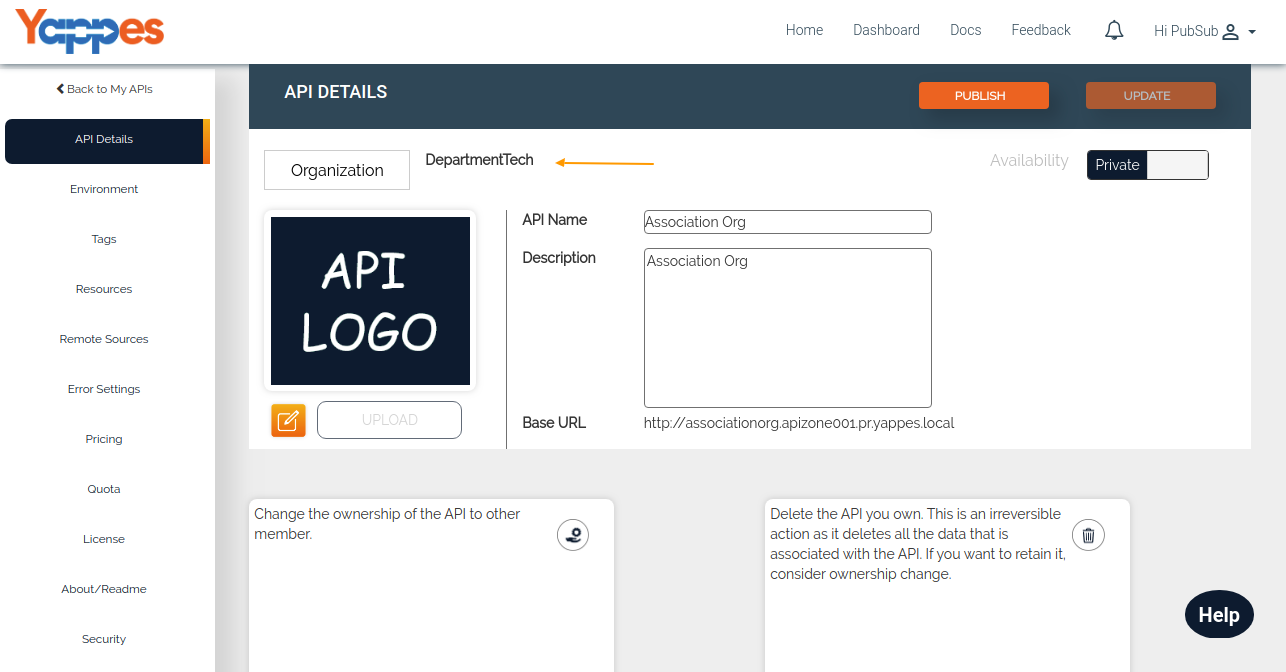 Yappes
Home Dashboard Docs Feedback Hi PubSub
Back to My APIs
API Details
Environment
Tags
Resources
Remote Sources
Error Settings
Pricing
Quota
License
About/Readme
Security
API DETAILS PUBLISH UPDATE
Organization DepartmentTech Availability Private
API LOGO
UPLOAD
API Name Association Org
Description Association Org
Base URL http://associationorg.apizone001.pr.yappes.local
Change the ownership of the API to other
member.
Delete the API you own. This is an irreversible
action as it deletes all the data that is
associated with the API. If you want to retain it,
consider ownership change.
Help